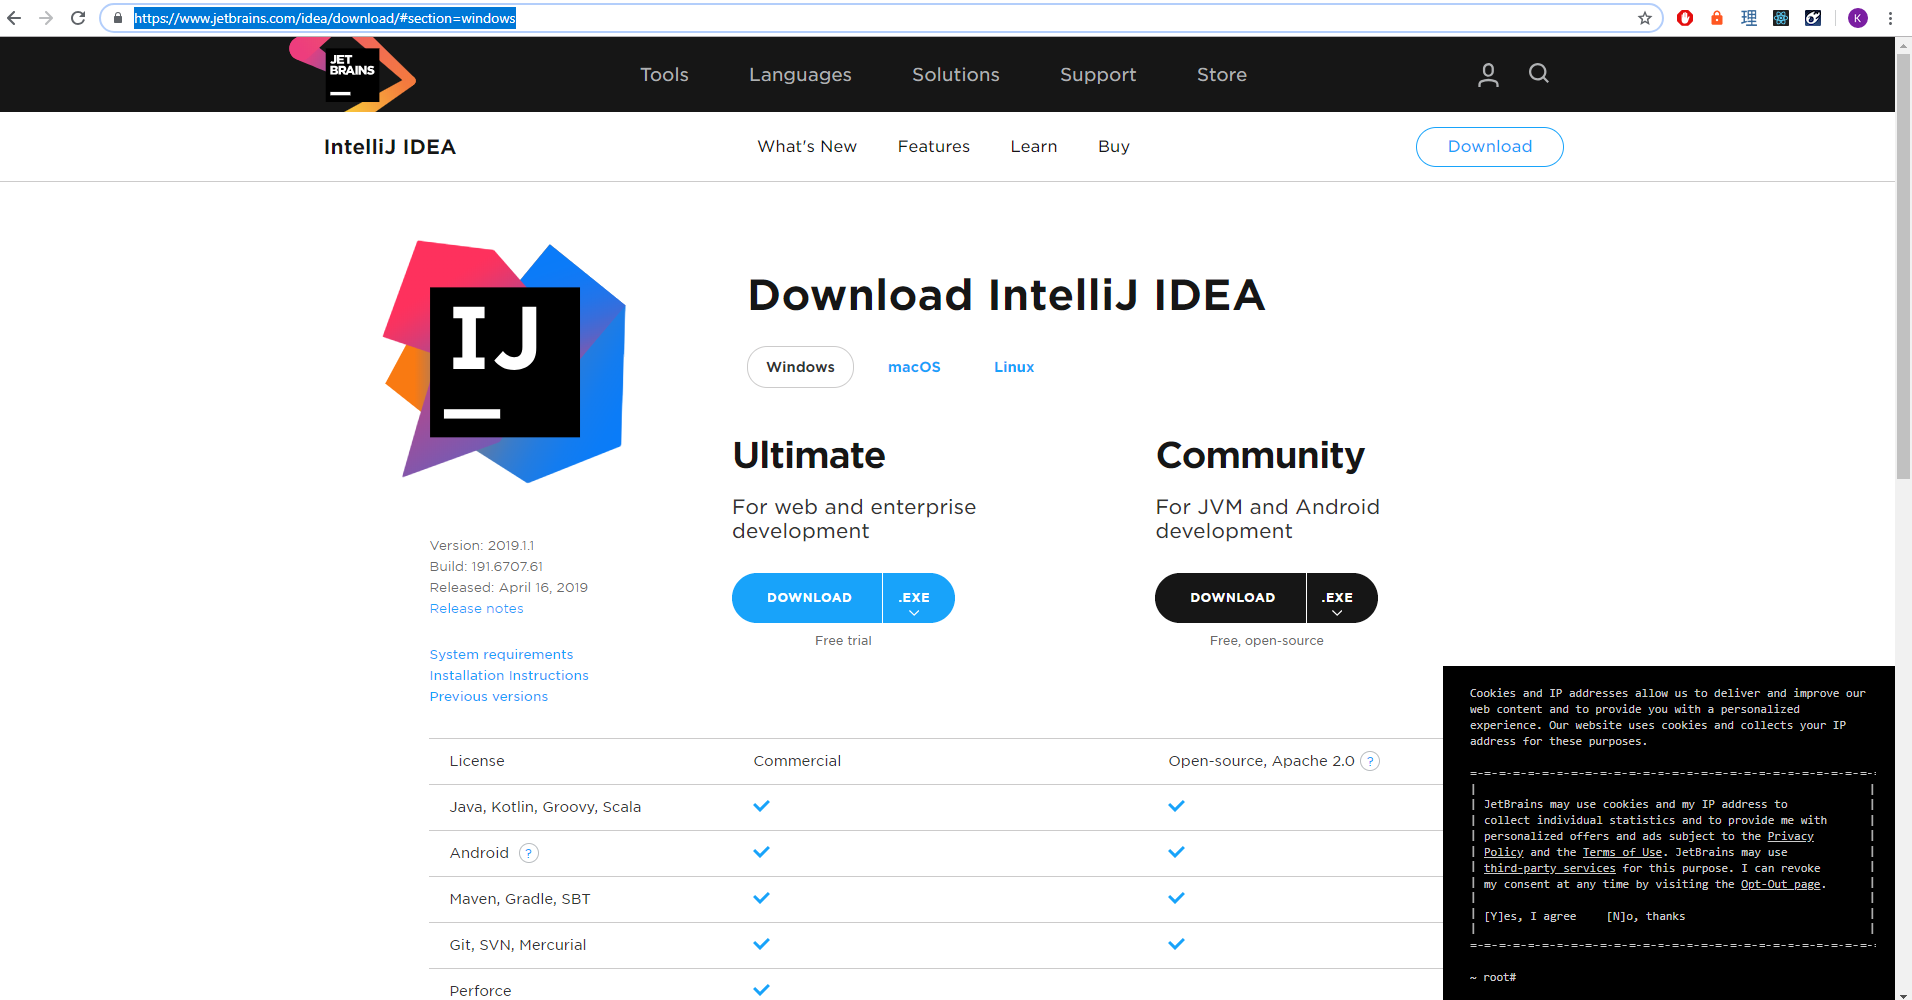 https://www.jetbrains.com/idea/download/#section=windows
理
K
JET
BRAINS
Tools
Languages
Solutions
Support
Store
IntelliJ IDEA
What's New
Features
Learn
Buy
Download
IJ
Download IntelliJ IDEA
Windows
macOS
Linux
Ultimate
For web and enterprise
development
DOWNLOAD
.EXE
Free trial
Community
For JVM and Android
development
DOWNLOAD
.EXE
Free, open-source
Version: 2019.1.1
Build: 191.6707.61
Released: April 16, 2019
Release notes
System requirements
Installation Instructions
Previous versions
License
Commercial
Open-source, Apache 2.0 ?
Java, Kotlin, Groovy, Scala
Android ?
Maven, Gradle, SBT
Git, SVN, Mercurial
Perforce
Cookies and IP addresses allow us to deliver and improve our
web content and to provide you with a personalized
experience. Our website uses cookies and collects your IP
address for these purposes.
JetBrains may use cookies and my IP address to
collect individual statistics and to provide me with
personalized offers and ads subject to the Privacy
Policy and the Terms of Use. JetBrains may use
third-party services for this purpose. I can revoke
my consent at any time by visiting the Opt-Out page.
[Y]es, I agree [N]o, thanks
~ root#